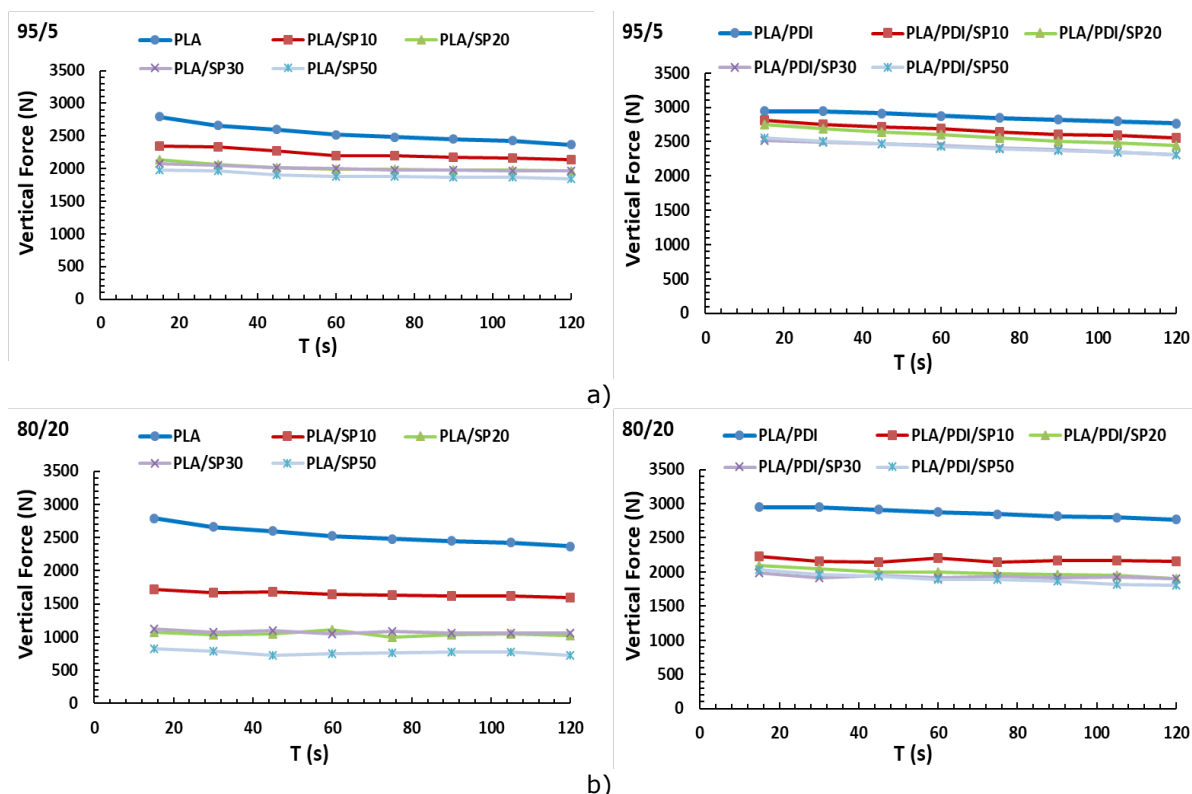 95/5
PLA PLA/SP10 PLA/SP20
PLA/SP30 PLA/SP50
Vertical Force (N)
3500
3000
2500
2000
1500
1000
500
0
0 20 40 60 80 100 120
T (s)
95/5
PLA/PDI PLA/PDI/SP10 PLA/PDI/SP20
PLA/PDI/SP30 PLA/PDI/SP50
Vertical Force (N)
3500
3000
2500
2000
1500
1000
500
0
0 20 40 60 80 100 120
T (s)
a)
80/20
PLA PLA/SP10 PLA/SP20
PLA/SP30 PLA/SP50
Vertical Force (N)
3500
3000
2500
2000
1500
1000
500
0
0 20 40 60 80 100 120
T (s)
80/20
PLA/PDI PLA/PDI/SP10 PLA/PDI/SP20
PLA/PDI/SP30 PLA/PDI/SP50
Vertical Force (N)
3500
3000
2500
2000
1500
1000
500
0
0 20 40 60 80 100 120
T (s)
b)